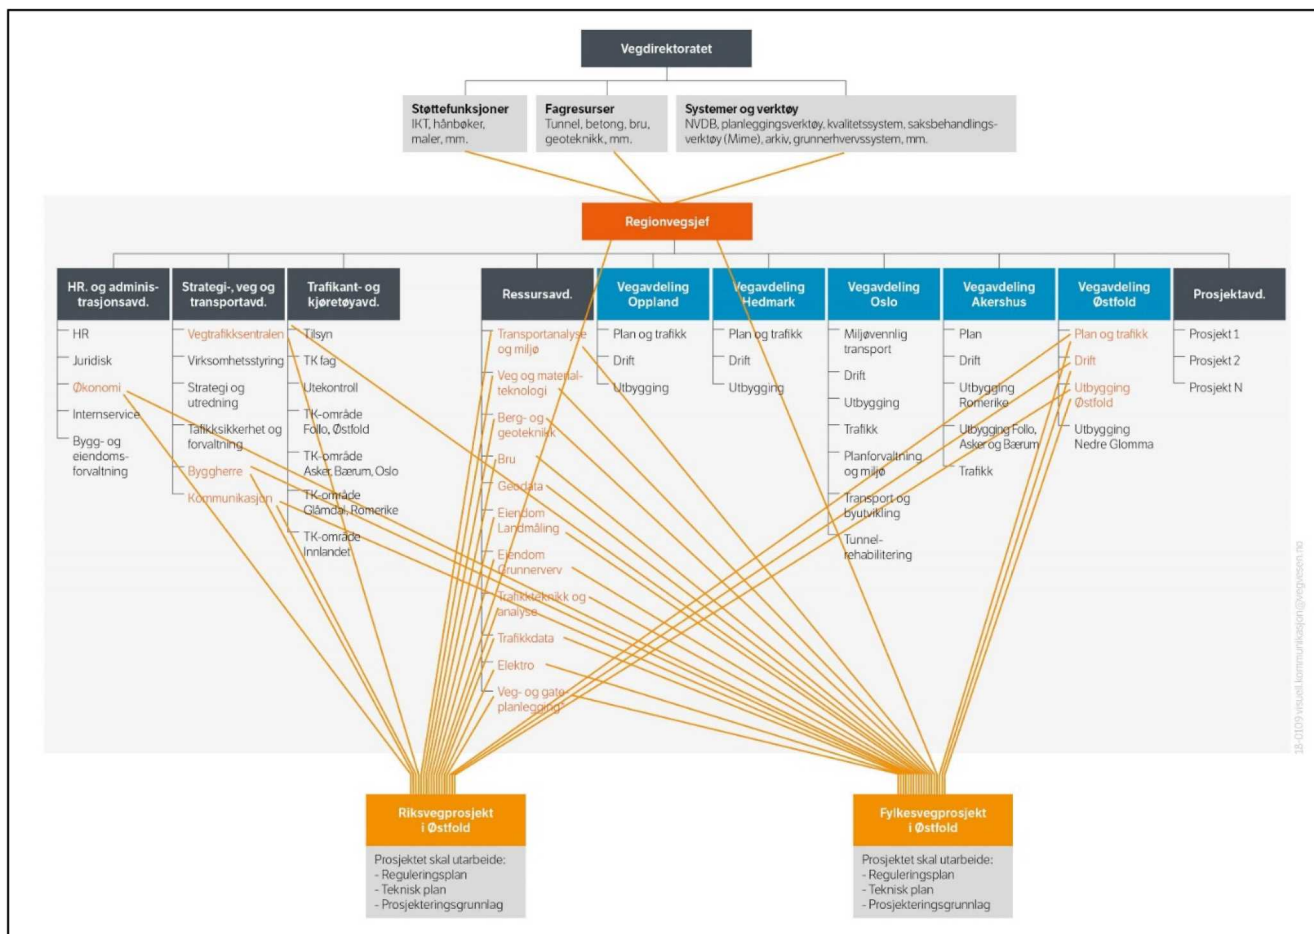 Vegdirektoratet
Støttefunksjoner
IKT, hånbøker,
maler, mm.
Fagresurser
Tunnel, betong, bru,
geoteknikk, mm.
Systemer og verktøy
NVDB, planleggingsverktøy, kvalitetssystem, saksbehandlings-
verktøy (Mime), arkiv, grunnerhvervssystem, mm.
Regionvegsjef
HR. og adminis-
trasjonsavd.
HR
Juridisk
Økonomi
Internservice
Bygg- og
eiendoms-
forvaltning
Strategi-, veg og
transportavd.
Vegtrafikksentralen
Virksomhetsstyring
Strategi og
utredning
Tafikksikkerhet og
forvaltning
Byggherre
Kommunikasjon
Trafikant- og
kjøretøyavd.
Tilsyn
TK fag
Utekontroll
TK-område
Follo, Østfold
TK-område
Asker, Bærum, Oslo
TK-område
Glåmdal, Romerike
TK-område
Innlandet
Ressursavd.
Transportanalyse
og miljø
Veg og material-
teknologi
Berg- og
geoteknikk
Bru
Geodata
Eiendom
Landmåling
Eiendom
Grunnerverv
Trafikkteknikk og
analyse
Trafikkdata
Elektro
Veg- og gate-
planlegging*
Vegavdeling
Oppland
Plan og trafikk
Drift
Utbygging
Vegavdeling
Hedmark
Plan og trafikk
Drift
Utbygging
Vegavdeling
Oslo
Miljøvennlig
transport
Drift
Utbygging
Trafikk
Planforvaltning
og miljø
Transport og
byutvikling
Tunnel-
rehabilitering
Vegavdeling
Akershus
Plan
Drift
Utbygging
Romerike
Utbygging Follo,
Asker og Bærum
Trafikk
Vegavdeling
Østfold
Plan og trafikk
Drift
Utbygging
Østfold
Utbygging
Nedre Glomma
Prosjektavd.
Prosjekt 1
Prosjekt 2
Prosjekt N
Riksvegprosjekt
i Østfold
Prosjektet skal utarbeide:
- Reguleringsplan
- Teknisk plan
- Prosjekteringsgrunnlag
Fylkesvegprosjekt
i Østfold
Prosjektet skal utarbeide:
- Reguleringsplan
- Teknisk plan
- Prosjekteringsgrunnlag
18-0109 visuell.kommunikasjon@vegvesen.no